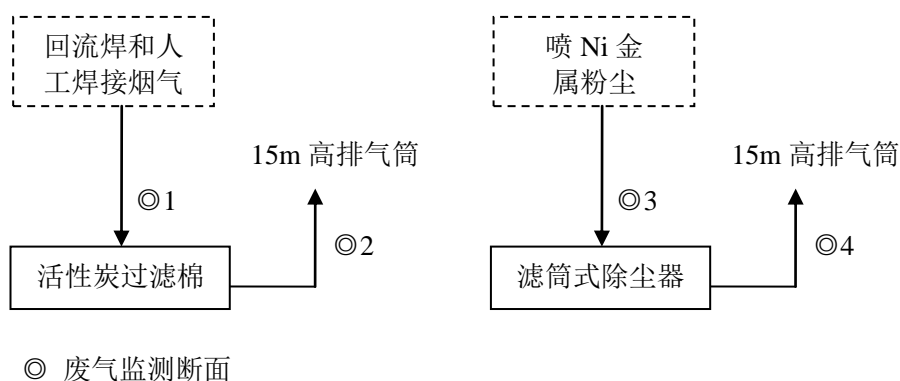 回流焊和人
工焊接烟气
15m 高排气筒
◎1
◎2
活性炭过滤棉
喷 Ni 金
属粉尘
15m 高排气筒
◎3
◎4
滤筒式除尘器
◎ 废气监测断面